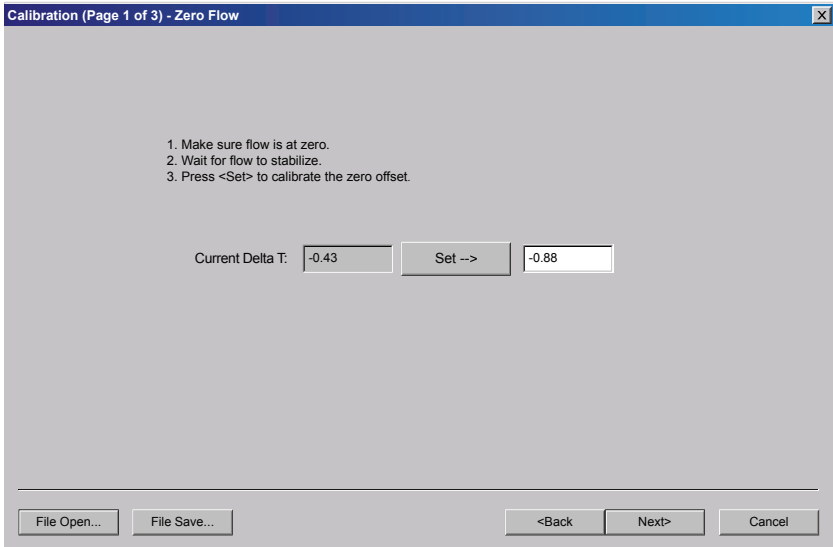 Calibration (Page 1 of 3) - Zero Flow
X
1. Make sure flow is at zero.
2. Wait for flow to stabilize.
3. Press <Set> to calibrate the zero offset.
Current Delta T: -0.43 Set --> -0.88
File Open... File Save... <Back Next> Cancel